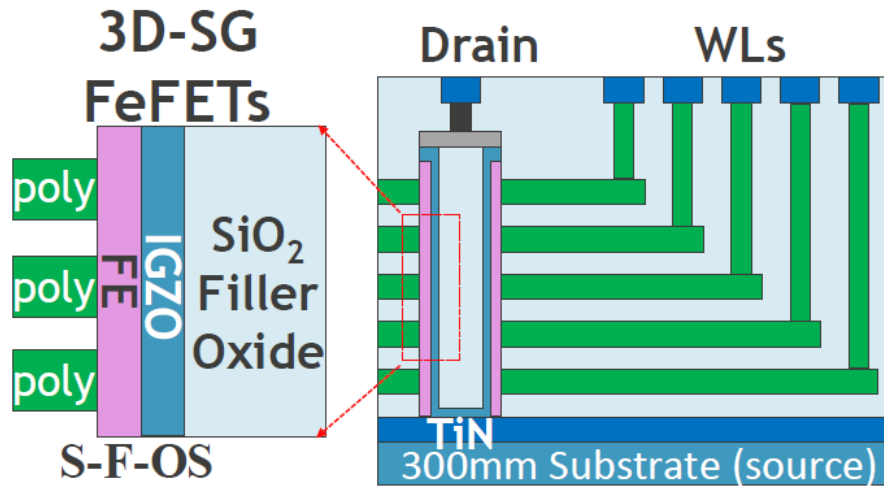 3D-SG
FeFETs
poly
poly
poly
FE
IGZO
SiO₂
Filler
Oxide
S-F-OS
Drain
WLs
TiN
300mm Substrate (source)